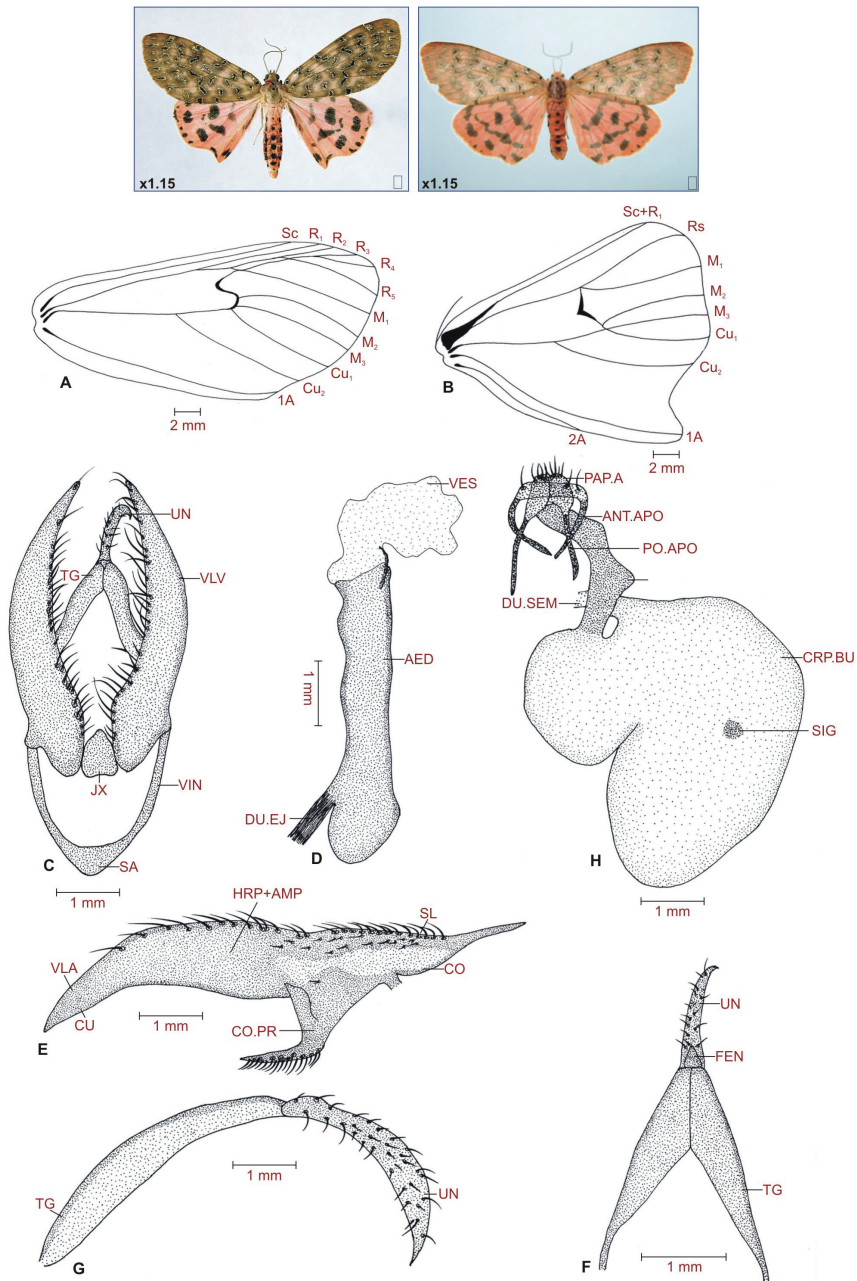 x1.15
x1.15
Sc R₁ R₂ R₃ R₄ R₅ M₁ M₂ M₃ Cu₁ Cu₂ 1A
A
2 mm
Sc+R₁ Rs M₁ M₂ M₃ Cu₁ Cu₂ 1A 2A
B
2 mm
UN
TG
VLV
JX
VIN
SA
C
1 mm
VES
AED
1 mm
DU.EJ
D
PAP.A
ANT.APO
PO.APO
DU.SEM
CRP.BU
SIG
H
1 mm
HRP+AMP
SL
VLA
CO
CU
1 mm
CO.PR
E
UN
FEN
TG
1 mm
F
TG
1 mm
UN
G